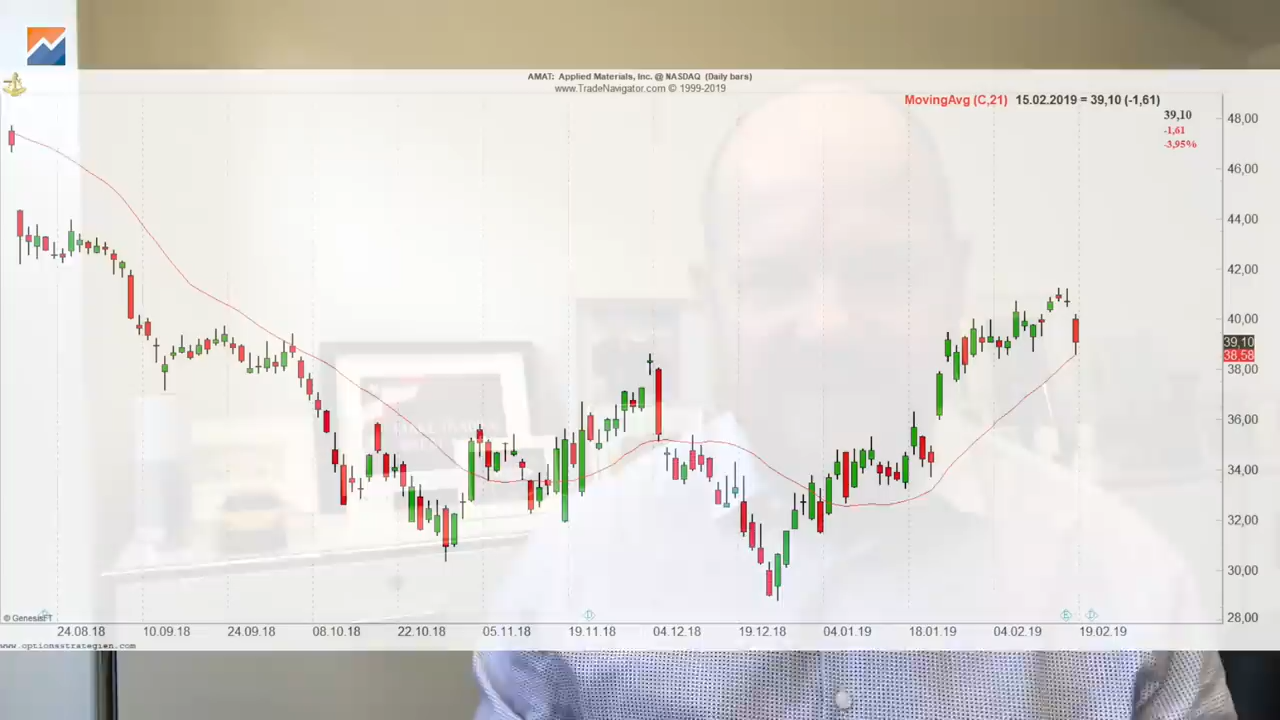 AMAT: Applied Materials, Inc. @ NASDAQ (Daily bars)
www.TradeNavigator.com © 1999-2019
MovingAvg (C,21) 15.02.2019 = 39,10 (-1,61)
39,10
-1,61
-3,95%
48,00
46,00
44,00
42,00
40,00
39,10
38,58
38,00
36,00
34,00
32,00
30,00
28,00
D
E
D
© GenesisFT
24.08.18 10.09.18 24.09.18 08.10.18 22.10.18 05.11.18 19.11.18 04.12.18 19.12.18 04.01.19 18.01.19 04.02.19 19.02.19
www.optionsstrategien.com